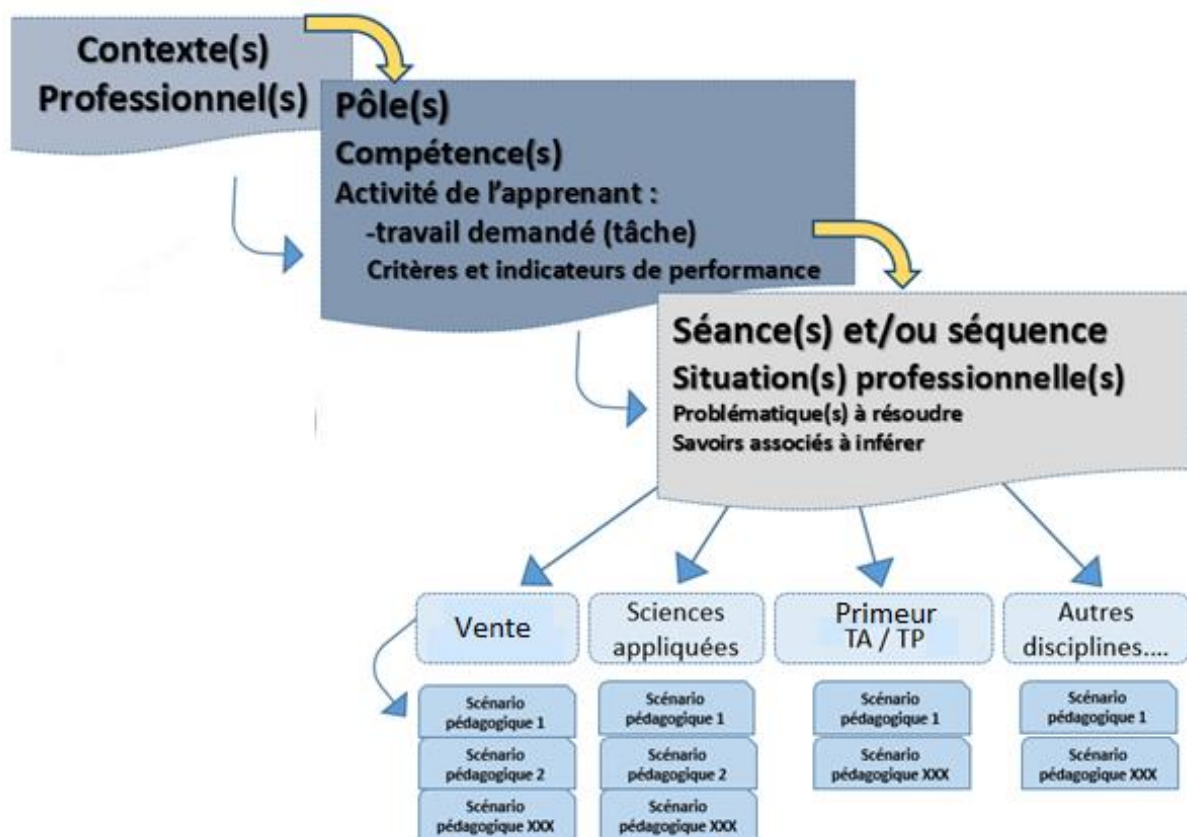 Contexte(s)
Professionnel(s)
Pôle(s)
Compétence(s)
Activité de l'apprenant :
-travail demandé (tâche)
Critères et indicateurs de performance
Séance(s) et/ou séquence
Situation(s) professionnelle(s)
Problématique(s) à résoudre
Savoirs associés à inférer
Vente
Scénario
pédagogique 1
Scénario
pédagogique 2
Scénario
pédagogique XXX
Sciences
appliquées
Scénario
pédagogique 1
Scénario
pédagogique 2
Scénario
pédagogique XXX
Primeur
TA / TP
Scénario
pédagogique 1
Scénario
pédagogique XXX
Autres
disciplines....
Scénario
pédagogique 1
Scénario
pédagogique XXX